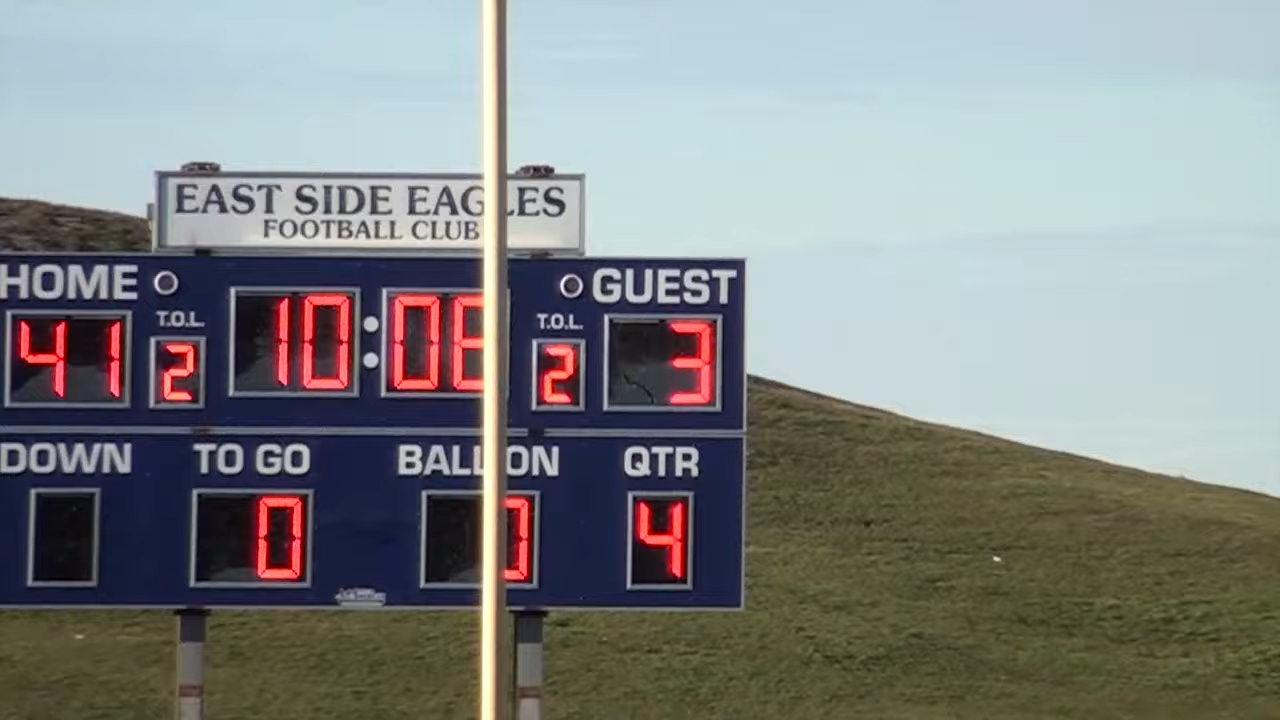 EAST SIDE EAGLES
FOOTBALL CLUB
HOME
GUEST
T.O.L.
T.O.L.
41
2
10:0
2
3
DOWN
TO GO
BALL ON
QTR
0
4